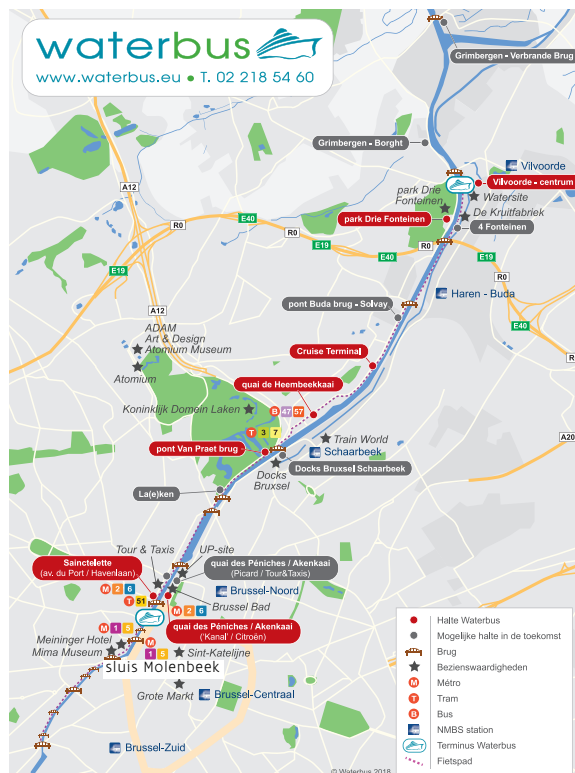 waterbus
www.waterbus.eu • T. 02 218 54 60
Grimbergen - Verbrande Brug
Grimbergen - Borght
Vilvoorde
Vilvoorde - centrum
A12
park Drie
Fonteinen
Watersite
De Kruitfabriek
park Drie Fonteinen
4 Fonteinen
R0
E40
R0
E19
E40
R0
E19
R0
E19
Haren - Buda
pont Buda brug - Solvay
A12
E40
ADAM
Art & Design
Atomium Museum
Cruise Terminal
Atomium
quai de Heembeekkaai
Koninklijk Domein Laken
B 47 57
T 3 7
Train World
A20
pont Van Praet brug
Schaarbeek
Docks Bruxsel Schaarbeek
Docks
Bruxsel
La(e)ken
Tour & Taxis
UP-site
Sainctelette
(av. du Port / Havenlaan)
quai des Péniches / Akenkaai
(Picard / Tour&Taxis)
M 2 6
Brussel-Noord
T 51
Brussel Bad
M 2 6
quai des Péniches / Akenkaai
('Kanal' / Citroën)
M 1 5
Meininger Hotel
M
Mima Museum
1 5
Sint-Katelijne
sluis Molenbeek
Grote Markt
Brussel-Centraal
Brussel-Zuid
Halte Waterbus
Mogelijke halte in de toekomst
Brug
Bezienswaardigheden
M Métro
T Tram
B Bus
NMBS station
Terminus Waterbus
Fietspad
© Waterbus 2018